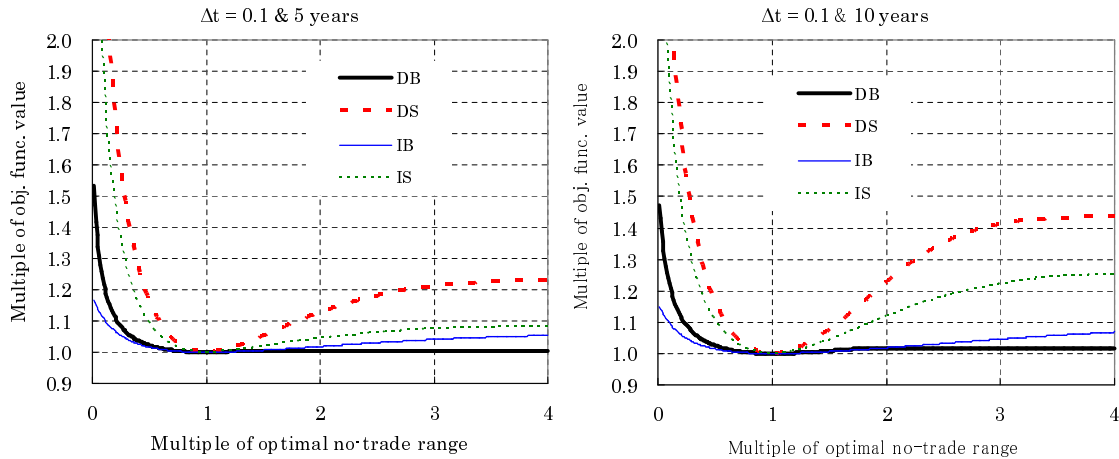 Δt = 0.1 & 5 years
Multiple of obj. func. value
2.0
1.9
1.8
1.7
1.6
1.5
1.4
1.3
1.2
1.1
1.0
0.9
DB
DS
IB
IS
0
1
2
3
4
Multiple of optimal no-trade range
Δt = 0.1 & 10 years
Multiple of obj. func. value
2.0
1.9
1.8
1.7
1.6
1.5
1.4
1.3
1.2
1.1
1.0
0.9
DB
DS
IB
IS
0
1
2
3
4
Multiple of optimal no-trade range